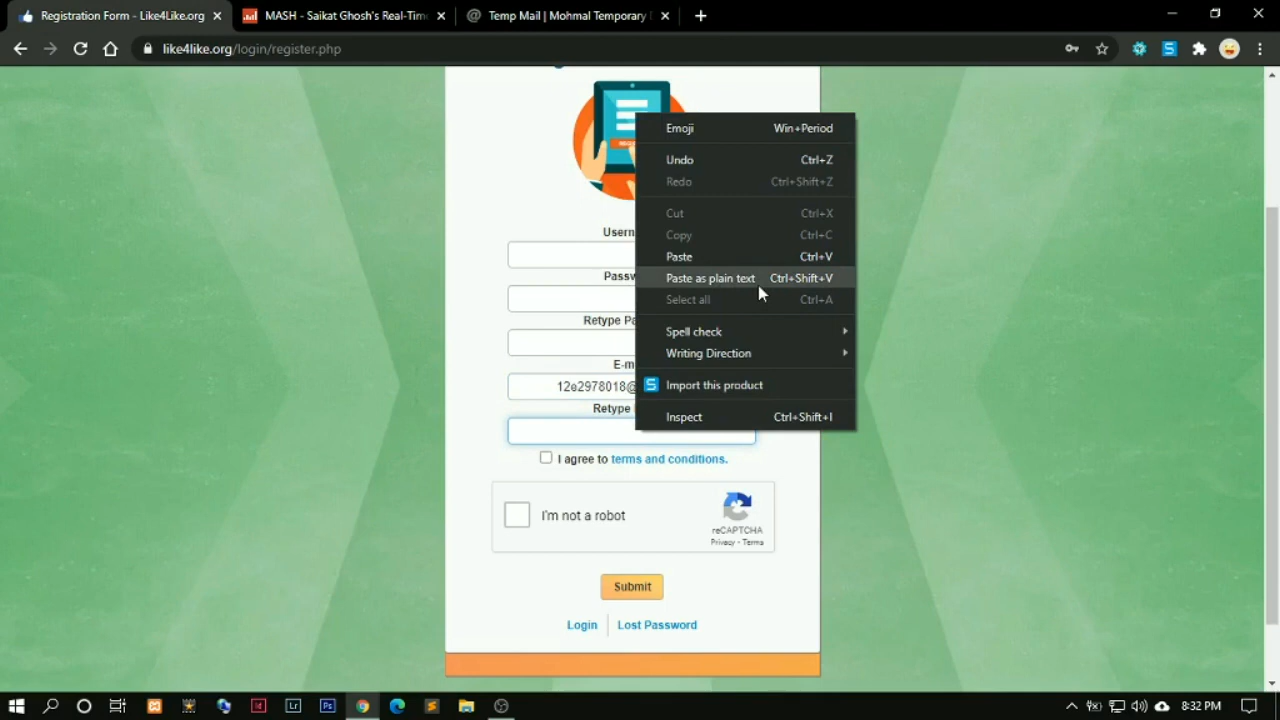 Registration Form - Like4Like.org
MASH - Saikat Ghosh's Real-Time
Temp Mail | Mohmal Temporary
like4like.org/login/register.php
Emoji Win+Period
Undo Ctrl+Z
Redo Ctrl+Shift+Z
Cut Ctrl+X
Copy Ctrl+C
Paste Ctrl+V
Paste as plain text Ctrl+Shift+V
Select all Ctrl+A
Spell check
Writing Direction
Import this product
Inspect Ctrl+Shift+I
Usern
Passw
Retype Pa
E-m
12e2978018@
Retype
I agree to terms and conditions.
I'm not a robot
reCAPTCHA
Privacy - Terms
Submit
Login
Lost Password
8:32 PM